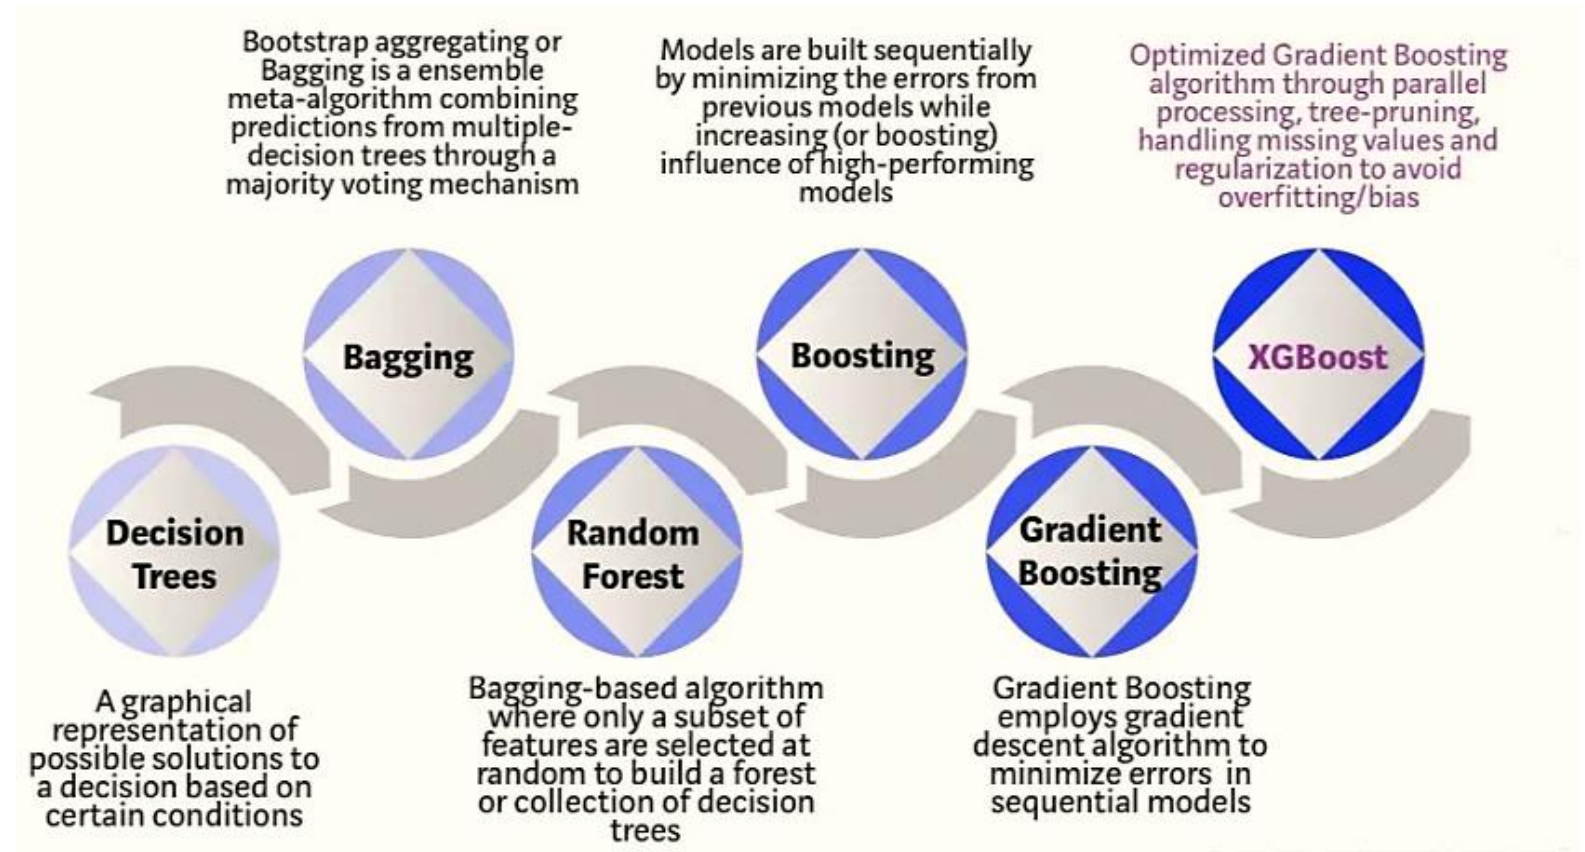 Bootstrap aggregating or
Bagging is a ensemble
meta-algorithm combining
predictions from multiple-
decision trees through a
majority voting mechanism
Models are built sequentially
by minimizing the errors from
previous models while
increasing (or boosting)
influence of high-performing
models
Optimized Gradient Boosting
algorithm through parallel
processing, tree-pruning,
handling missing values and
regularization to avoid
overfitting/bias
Bagging
Boosting
XGBoost
Decision
Trees
Random
Forest
Gradient
Boosting
A graphical
representation of
possible solutions to
a decision based on
certain conditions
Bagging-based algorithm
where only a subset of
features are selected at
random to build a forest
or collection of decision
trees
Gradient Boosting
employs gradient
descent algorithm to
minimize errors in
sequential models